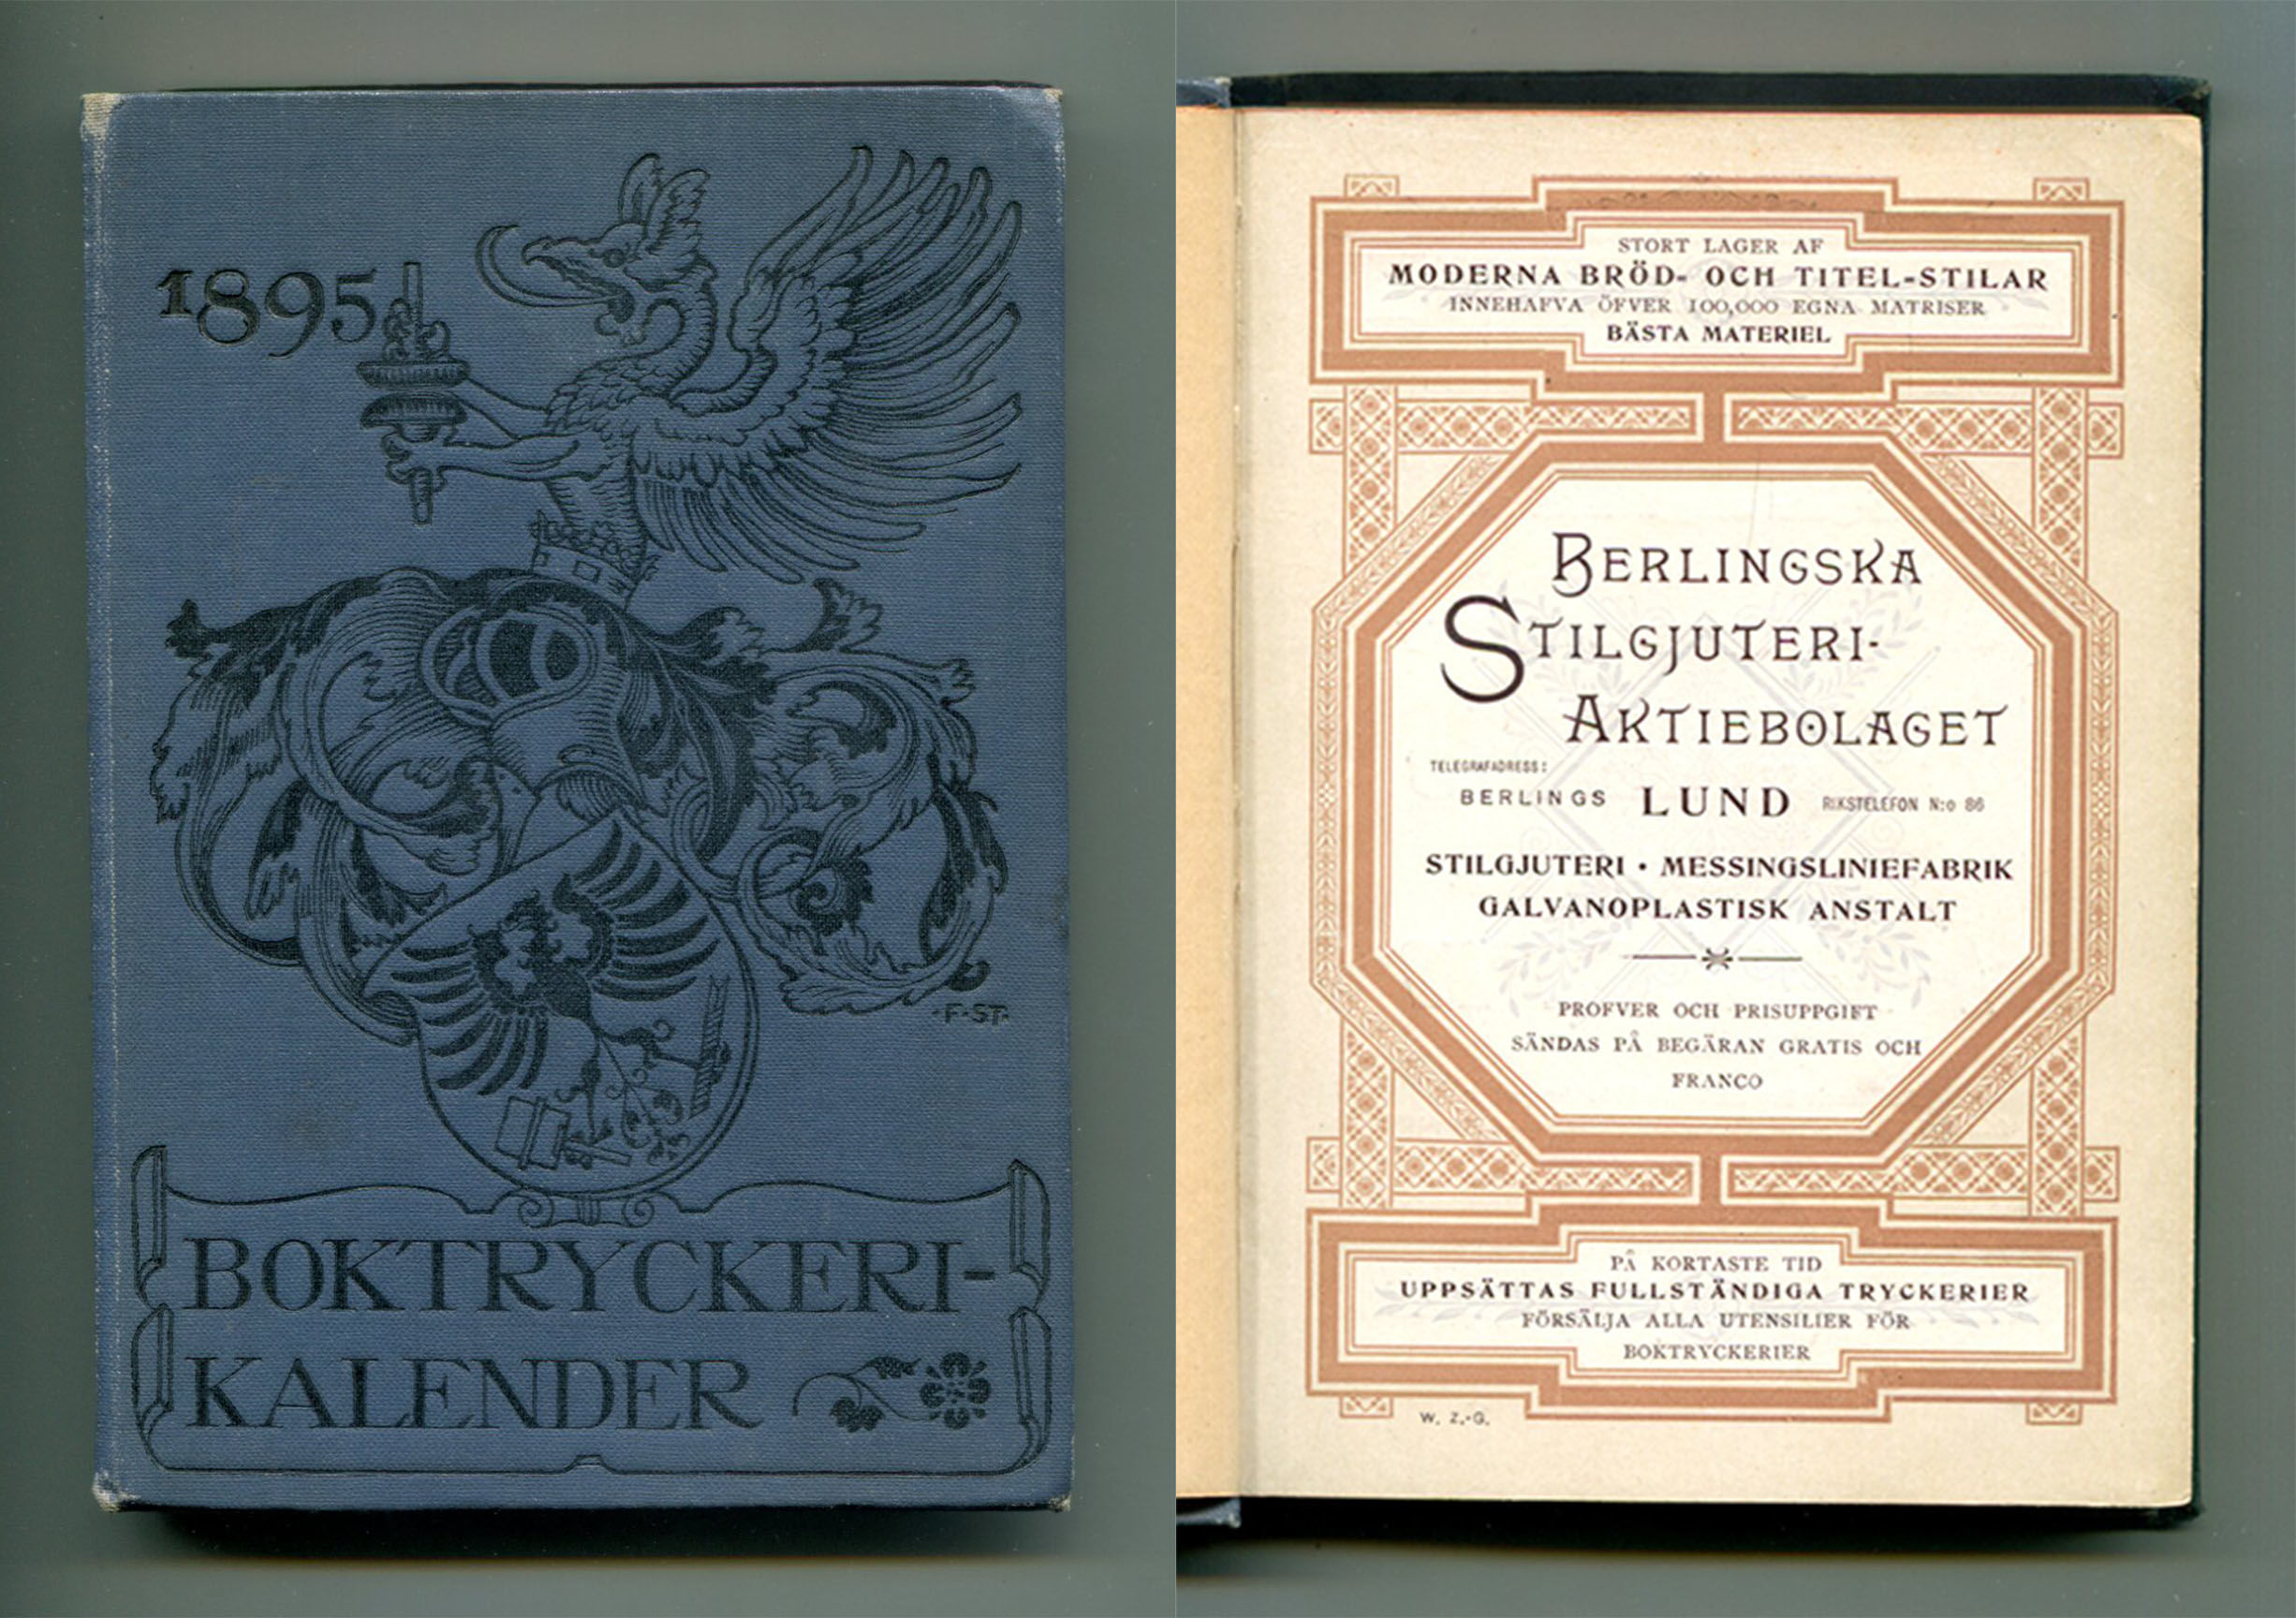 1895
·F·ST·
BOKTRYCKERI-
KALENDER
STORT LAGER AF
MODERNA BRÖD- OCH TITEL-STILAR
INNEHAFVA ÖFVER 100,000 EGNA MATRISER
BÄSTA MATERIEL
BERLINGSKA
STILGJUTERI-
AKTIEBOLAGET
TELEGRAFADRESS:
BERLINGS LUND RIKSTELEFON N:o 86
STILGJUTERI • MESSINGSLINIEFABRIK
GALVANOPLASTISK ANSTALT
PROFVER OCH PRISUPPGIFT
SÄNDAS PÅ BEGÄRAN GRATIS OCH
FRANCO
PÅ KORTASTE TID
UPPSÄTTAS FULLSTÄNDIGA TRYCKERIER
FÖRSÄLJA ALLA UTENSILIER FÖR
BOKTRYCKERIER
W. Z.-G.